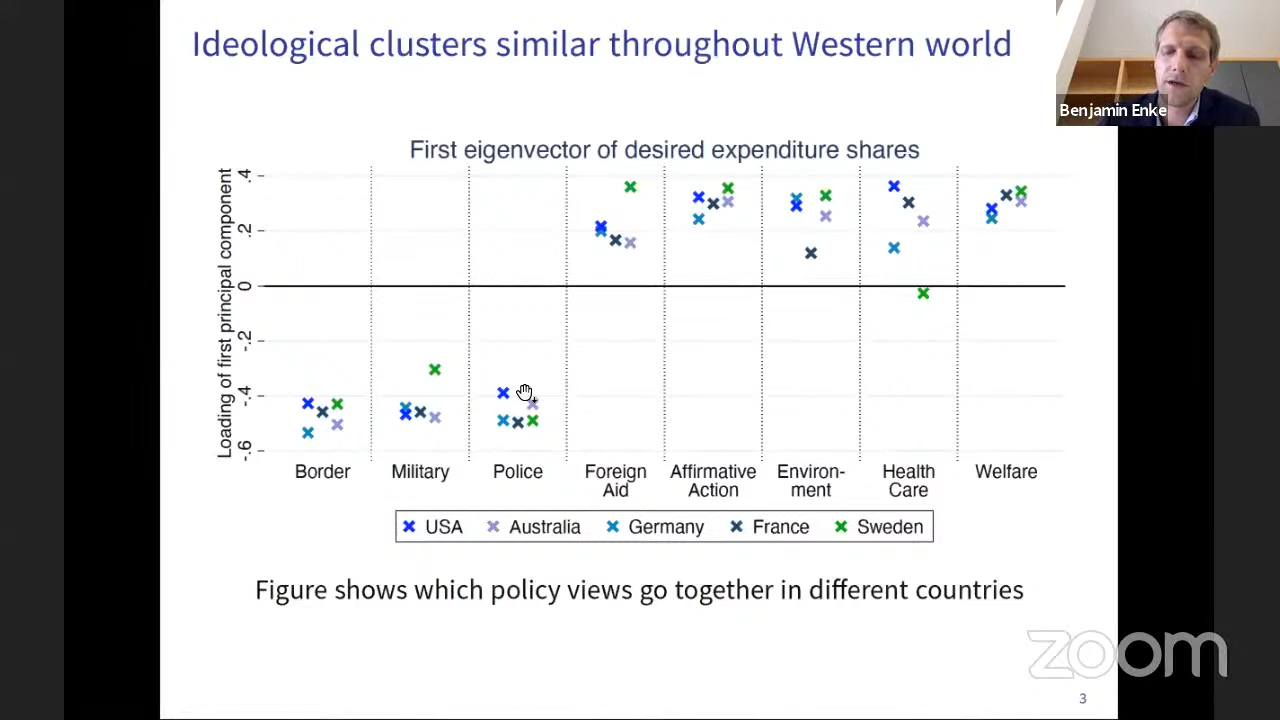 Ideological clusters similar throughout Western world
Benjamin Enke
First eigenvector of desired expenditure shares
Loading of first principal component
.4
.2
0
-.2
-.4
-.6
Border
Military
Police
Foreign
Aid
Affirmative
Action
Environ-
ment
Health
Care
Welfare
USA Australia Germany France Sweden
Figure shows which policy views go together in different countries
zoom
3